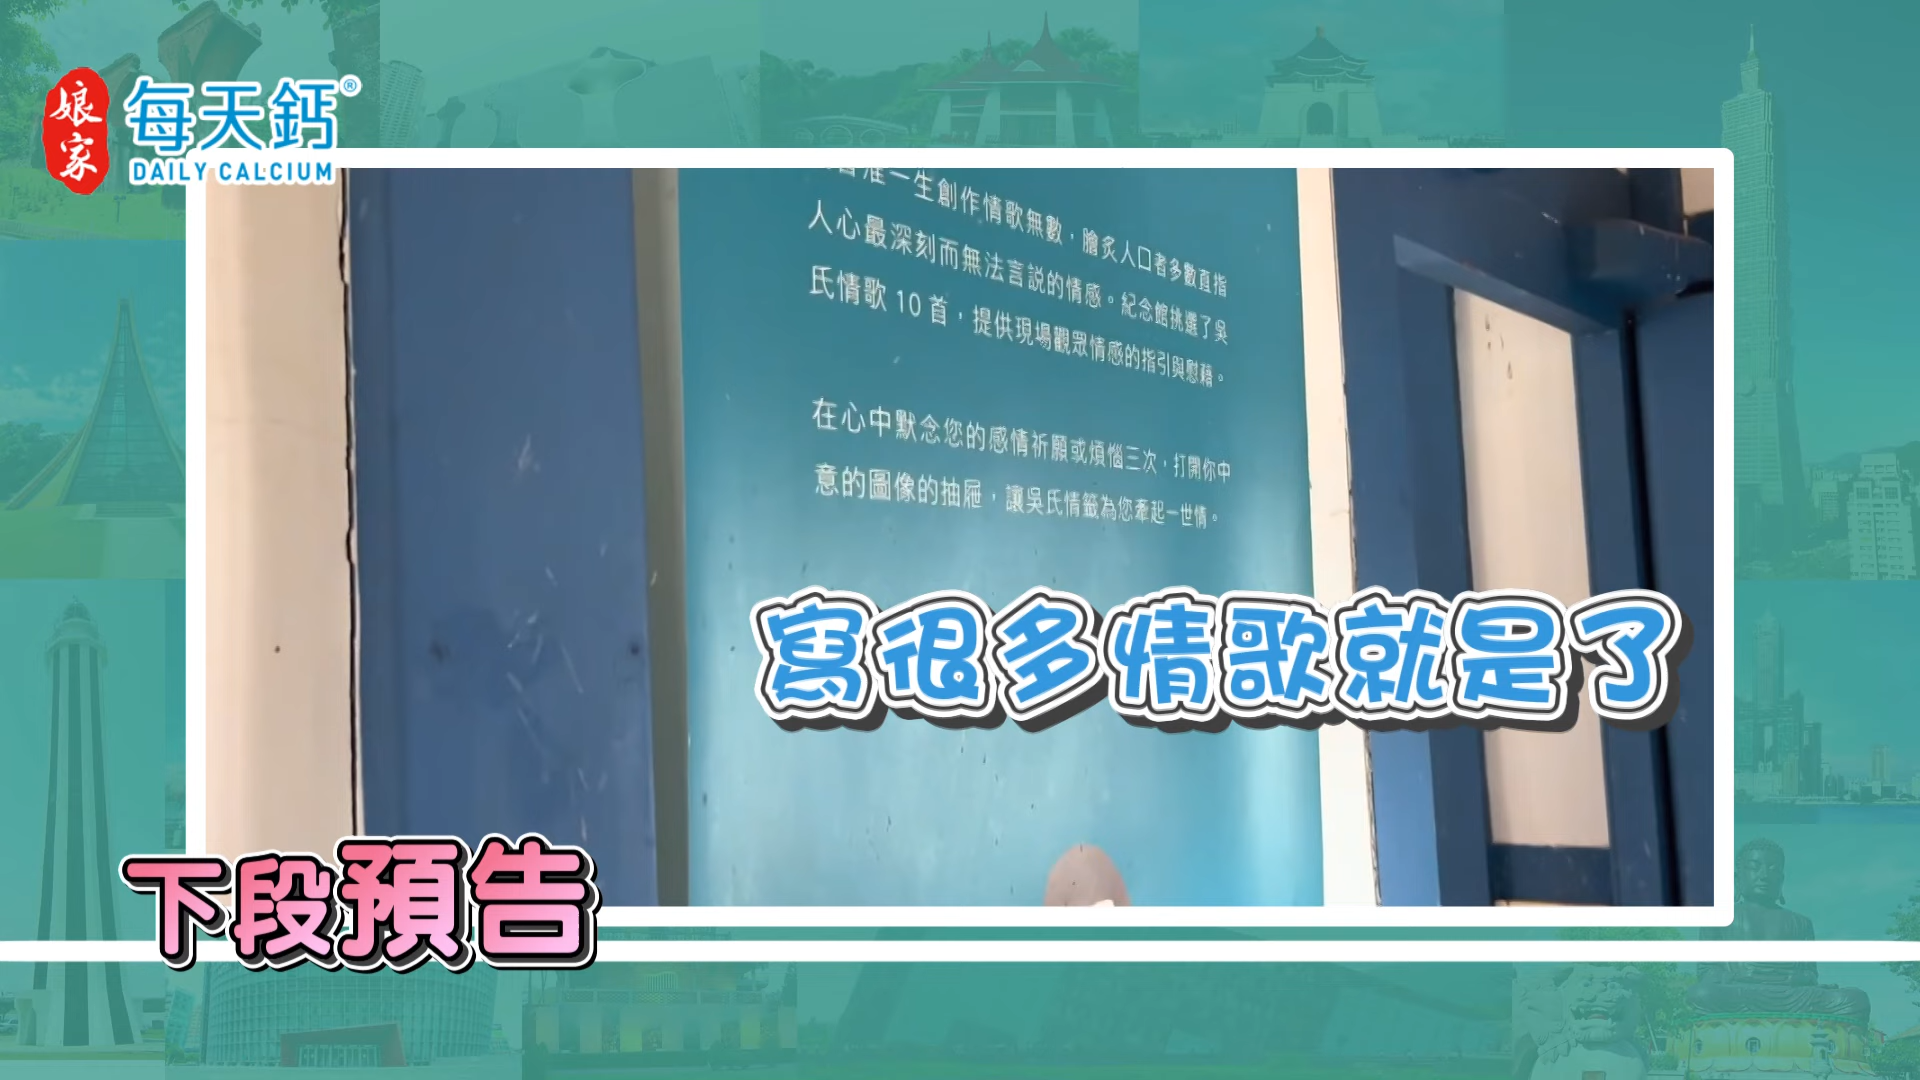 娘家
每天鈣®
DAILY CALCIUM
一生創作情歌無數，膾炙人口者多數直指
人心最深刻而無法言說的情感。紀念館挑選了吳
氏情歌 10 首，提供現場觀眾情感的指引與慰藉。
在心中默念您的感情祈願或煩惱三次，打開你中
意的圖像的抽屜，讓吳氏情籤為您牽起一世情。
寫很多情歌就是了
下段預告